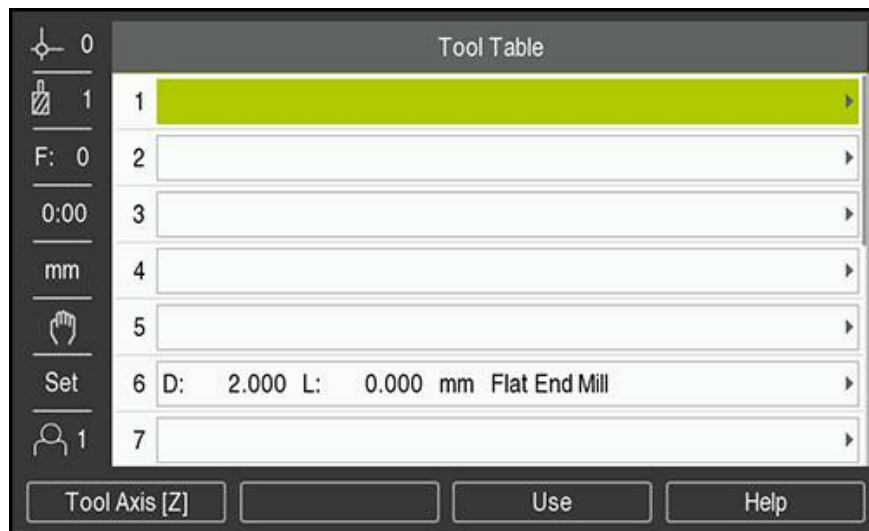 0
Tool Table
1
1
F: 0
2
0:00
3
mm
4
5
Set
6 D: 2.000 L: 0.000 mm Flat End Mill
1
7
Tool Axis [Z]
Use
Help